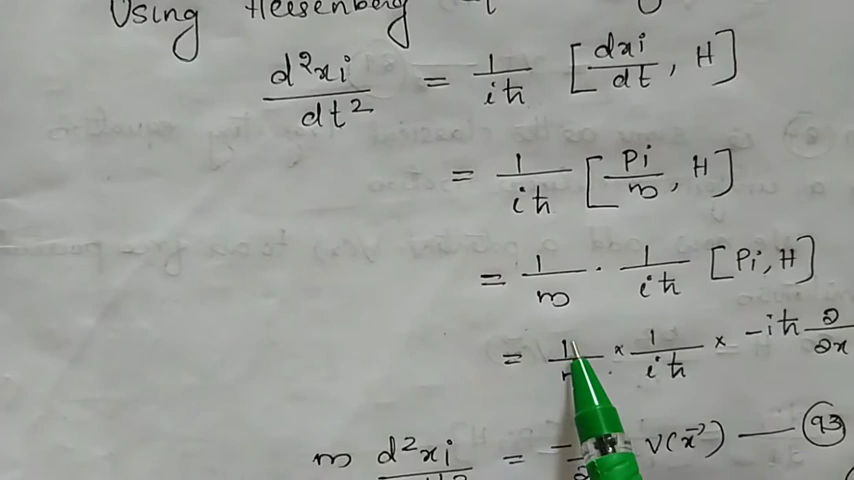 Using Heisenberg
d²xi / dt² = 1/iħ [dxi/dt, H]
= 1/iħ [Pi/m, H]
= 1/m · 1/iħ [Pi, H]
= 1/m × 1/iħ × -iħ ∂/∂x
m d²xi = V(x⃗) — 93